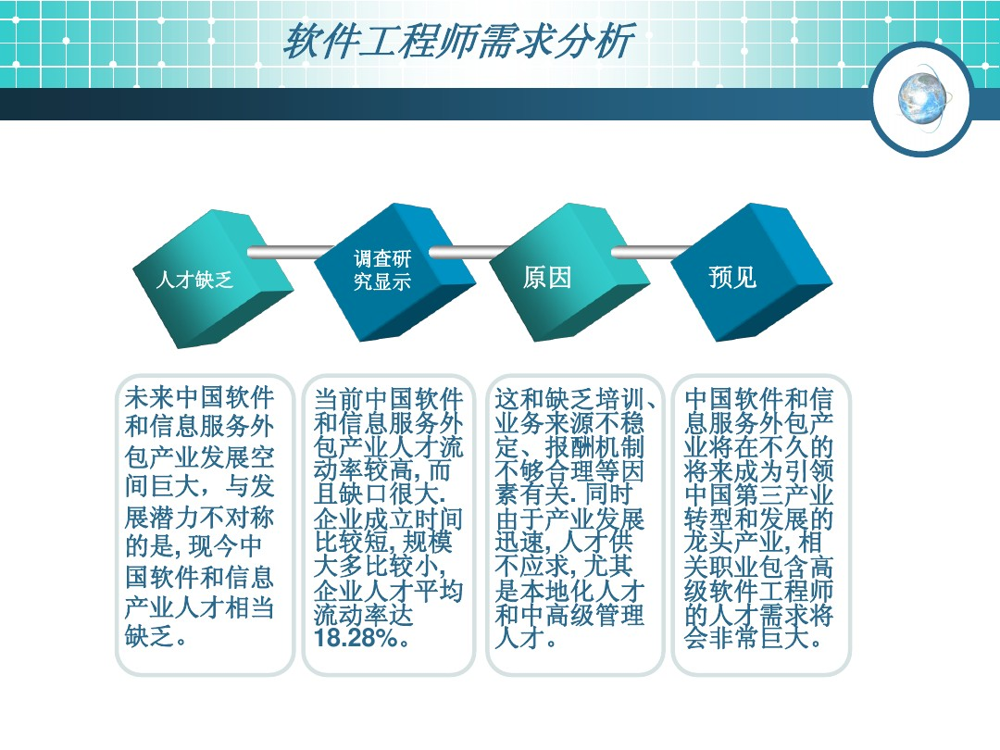 软件工程师需求分析
人才缺乏
调查研
究显示
原因
预见
未来中国软件
和信息服务外
包产业发展空
间巨大，与发
展潜力不对称
的是, 现今中
国软件和信息
产业人才相当
缺乏。
当前中国软件
和信息服务外
包产业人才流
动率较高, 而
且缺口很大.
企业成立时间
比较短, 规模
大多比较小,
企业人才平均
流动率达
18.28%。
这和缺乏培训、
业务来源不稳
定、报酬机制
不够合理等因
素有关. 同时
由于产业发展
迅速, 人才供
不应求, 尤其
是本地化人才
和中高级管理
人才。
中国软件和信
息服务外包产
业将在不久的
将来成为引领
中国第三产业
转型和发展的
龙头产业, 相
关职业包含高
级软件工程师
的人才需求将
会非常巨大。